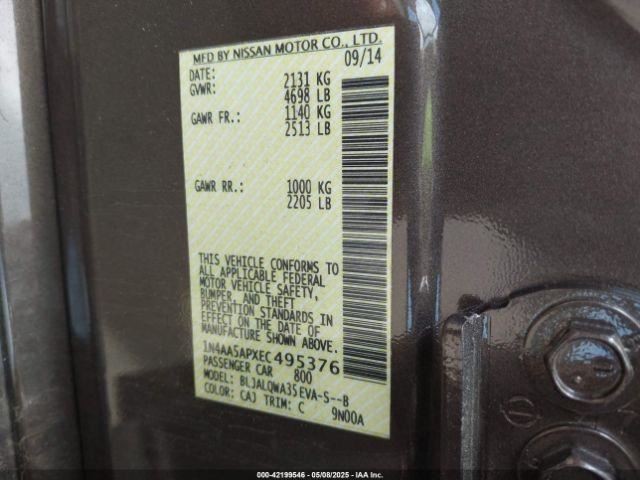 MFD BY NISSAN MOTOR CO., LTD.
DATE: 09/14
GVWR: 2131 KG
4698 LB
GAWR FR.: 1140 KG
2513 LB
GAWR RR.: 1000 KG
2205 LB
THIS VEHICLE CONFORMS TO
ALL APPLICABLE FEDERAL
MOTOR VEHICLE SAFETY,
BUMPER, AND THEFT
PREVENTION STANDARDS IN
EFFECT ON THE DATE OF
MANUFACTURE SHOWN ABOVE.
1N4AA5APXEC495376
PASSENGER CAR 800
MODEL: BLJALQWA35EVA-S--B
COLOR: CAJ TRIM: C 9N00A
000-42199546 - 05/08/2025 - IAA Inc.